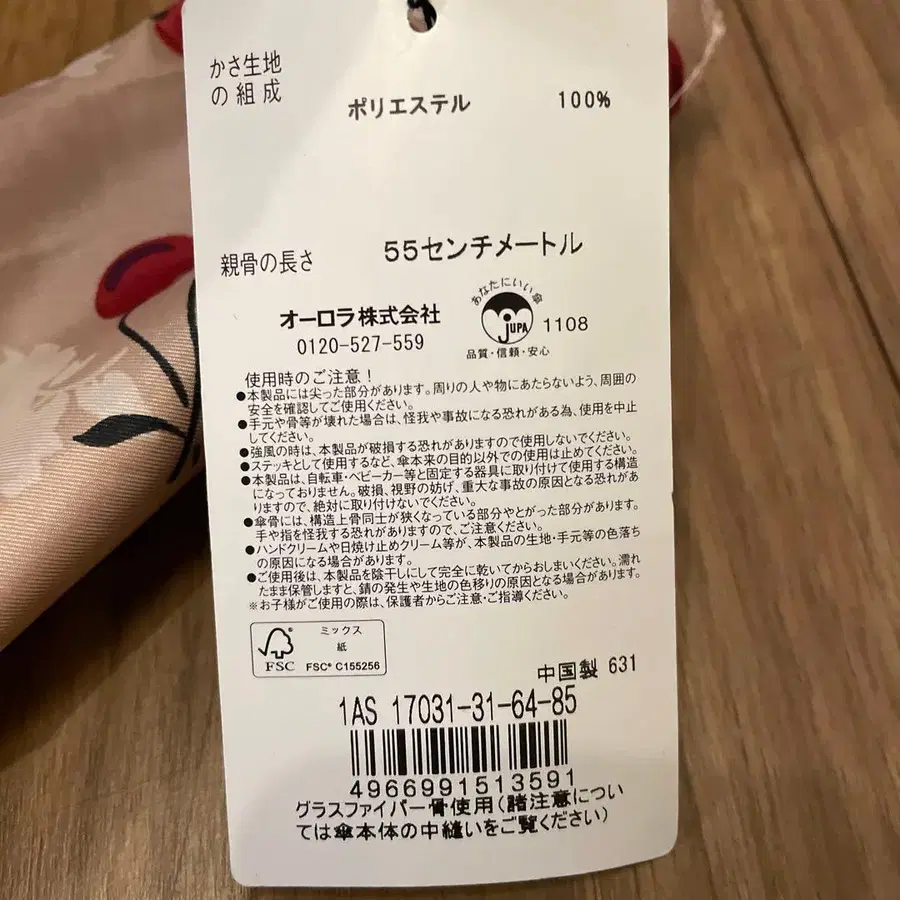 かさ生地
の組成
ポリエステル 100%
親骨の長さ 55センチメートル
オーロラ株式会社
0120-527-559
あなたにいい傘
JUPA
1108
品質・信頼・安心
使用時のご注意!
●本製品には尖った部分があります。周りの人や物にあたらないよう、周囲の
安全を確認してご使用ください。
●手元や骨等が壊れた場合は、怪我や事故になる恐れがある為、使用を中止
してください。
●強風の時は、本製品が破損する恐れがありますので使用しないでください。
●ステッキとして使用するなど、傘本来の目的以外での使用は止めてください。
●本製品は、自転車・ベビーカー等と固定する器具に取り付けて使用する構造
になっておりません。破損、視野の妨げ、重大な事故の原因となる恐れがあ
りますので、絶対に取り付けないでください。
●傘骨には、構造上骨同士が狭くなっている部分やとがった部分があります。
手や指を怪我する恐れがありますので、ご注意ください。
●ハンドクリームや日焼け止めクリーム等が、本製品の生地・手元等の色落ち
の原因になる場合があります。
●ご使用後は、本製品を陰干しにして完全に乾いてからおしまいください。濡れ
たまま保管しますと、錆の発生や生地の色移りの原因となる場合があります。
※お子様がご使用の際は、保護者からご注意・ご指導ください。
FSC
ミックス
紙
FSC® C155256
中国製 631
1AS 17031-31-64-85
4966991513591
グラスファイバー骨使用(諸注意につい
ては傘本体の中縫いをご覧ください)